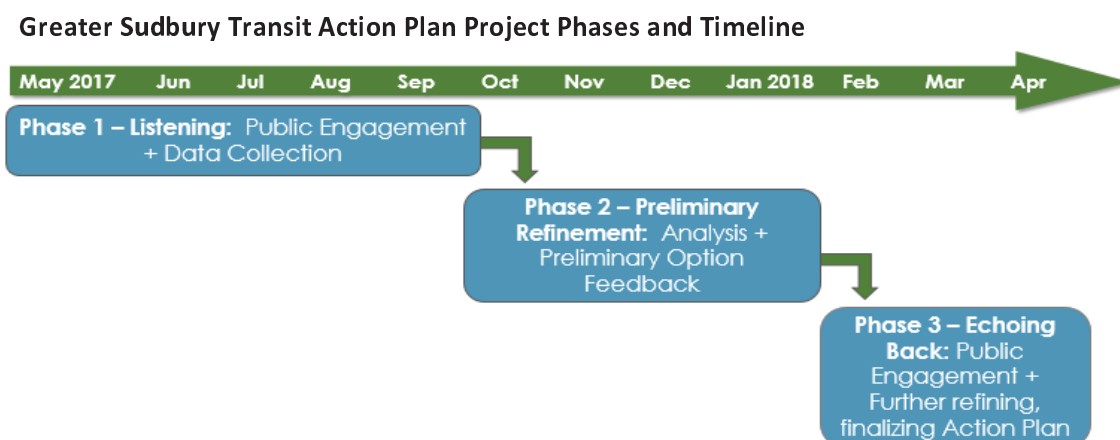 Greater Sudbury Transit Action Plan Project Phases and Timeline
May 2017 Jun Jul Aug Sep Oct Nov Dec Jan 2018 Feb Mar Apr
Phase 1 – Listening: Public Engagement
+ Data Collection
Phase 2 – Preliminary
Refinement: Analysis +
Preliminary Option
Feedback
Phase 3 – Echoing
Back: Public
Engagement +
Further refining,
finalizing Action Plan